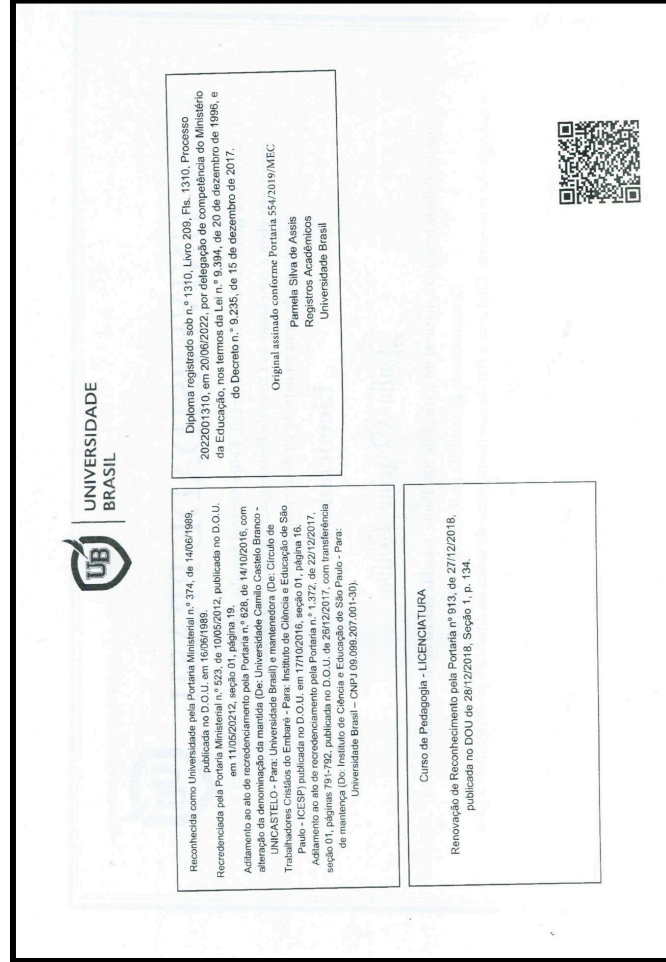 UB
UNIVERSIDADE
BRASIL
Reconhecida como Universidade pela Portaria Ministerial n.º 374, de 14/06/1989,
publicada no D.O.U. em 16/06/1989.
Recredenciada pela Portaria Ministerial n.º 523, de 10/05/2012, publicada no D.O.U.
em 11/05/20212, seção 01, página 19.
Aditamento ao ato de recredenciamento pela Portaria n.º 628, de 14/10/2016, com
alteração da denominação da mantida (De: Universidade Camilo Castelo Branco -
UNICASTELO - Para: Universidade Brasil) e mantenedora (De: Círculo de
Trabalhadores Cristãos do Embaré - Para: Instituto de Ciência e Educação de São
Paulo - ICESP) publicada no D.O.U. em 17/10/2016, seção 01, página 16.
Aditamento ao ato de recredenciamento pela Portaria n.º 1.372, de 22/12/2017,
seção 01, páginas 791-792, publicada no D.O.U. de 26/12/2017, com transferência
de mantença (Do: Instituto de Ciência e Educação de São Paulo - Para:
Universidade Brasil – CNPJ 09.099.207.001-30).
Diploma registrado sob n.º 1310, Livro 209, Fls. 1310, Processo
2022001310, em 20/06/2022, por delegação de competência do Ministério
da Educação, nos termos da Lei n.º 9.394, de 20 de dezembro de 1996, e
do Decreto n.º 9.235, de 15 de dezembro de 2017.
Original assinado conforme Portaria 554/2019/MEC
Pamela Silva de Assis
Registros Acadêmicos
Universidade Brasil
Curso de Pedagogia - LICENCIATURA
Renovação de Reconhecimento pela Portaria nº 913, de 27/12/2018,
publicada no DOU de 28/12/2018, Seção 1, p. 134.